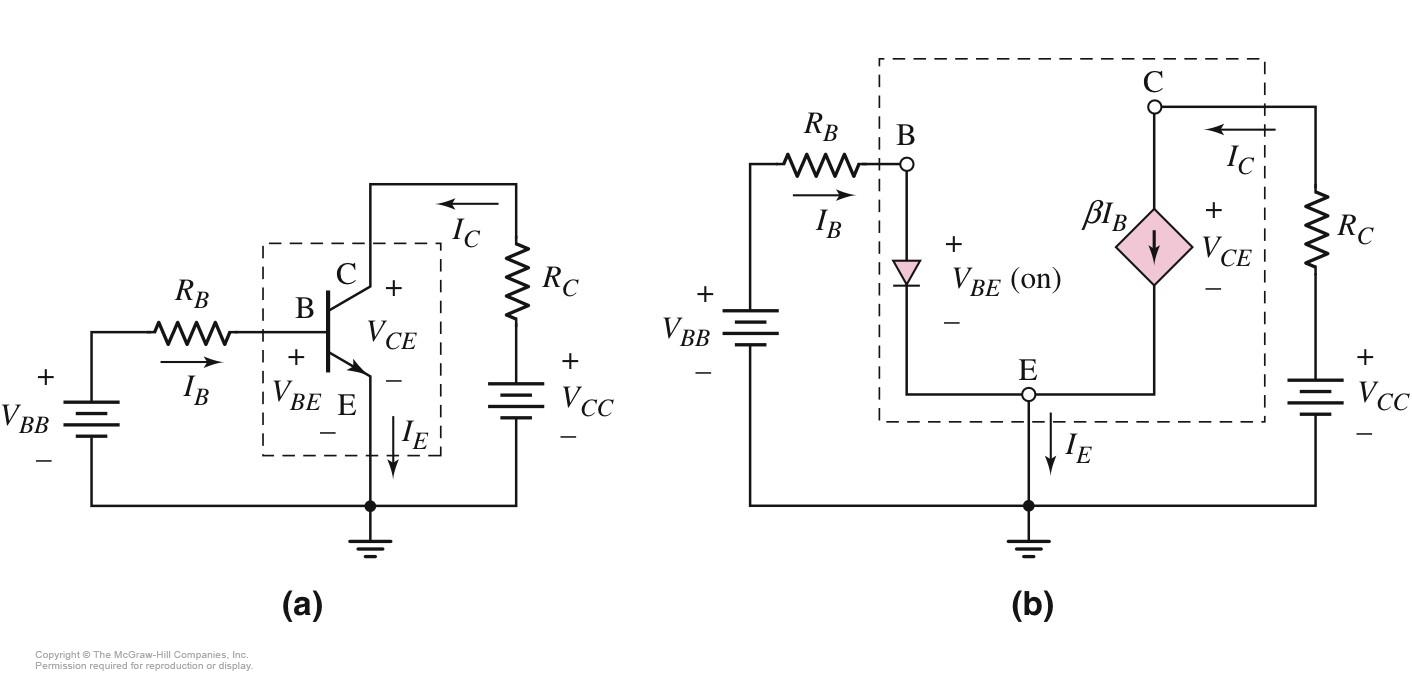 R_B
I_B
V_BB
+
–
B
C
E
+
V_BE
–
+
V_CE
–
I_C
I_E
R_C
+
V_CC
–
(a)
R_B
I_B
+
V_BB
–
B
C
E
+
V_BE (on)
–
βI_B
+
V_CE
–
I_C
I_E
R_C
+
V_CC
–
(b)
Copyright © The McGraw-Hill Companies, Inc.
Permission required for reproduction or display.